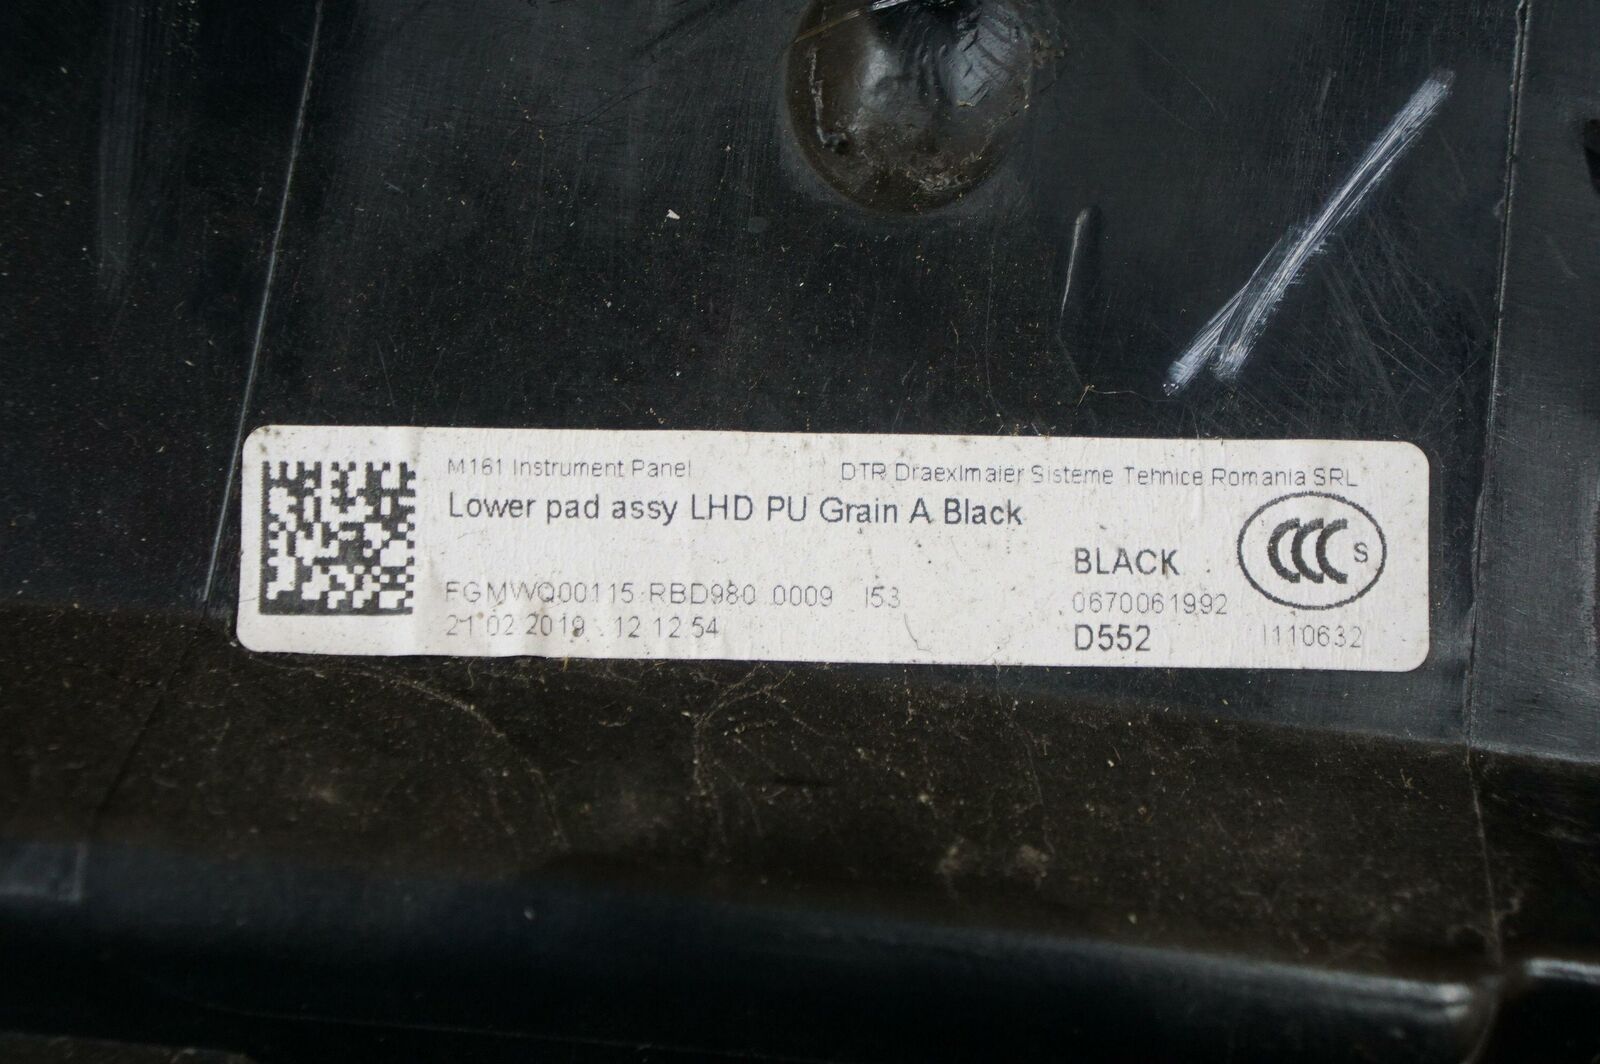 M161 Instrument Panel DTR Draexlmaier Sisteme Tehnice Romania SRL
Lower pad assy LHD PU Grain A Black
BLACK CCC S
FGMWQ00115 RBD980 0009 I53 0670061992
21.02.2019 12:12:54 D552 I110632